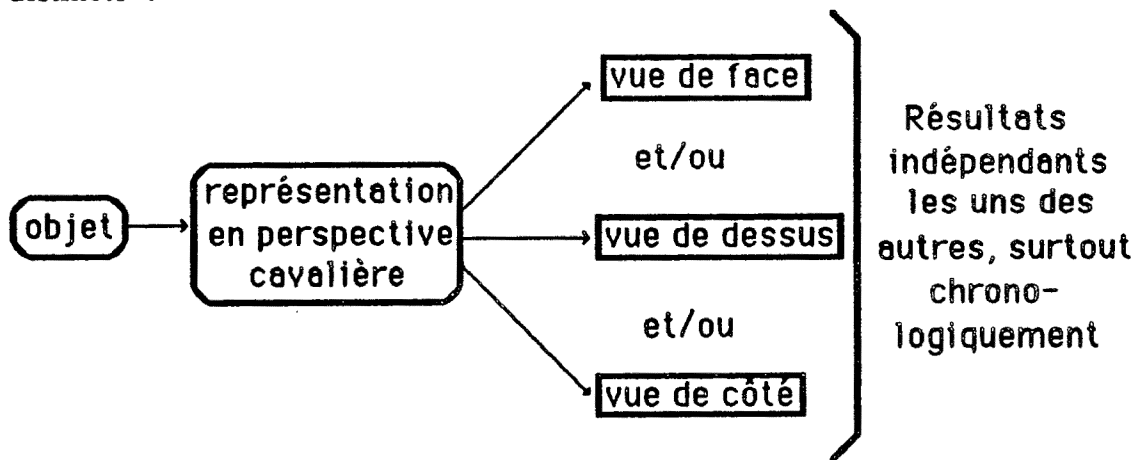 objet
représentation
en perspective
cavalière
vue de face
et/ou
vue de dessus
et/ou
vue de côté
Résultats
indépendants
les uns des
autres, surtout
chrono-
logiquement